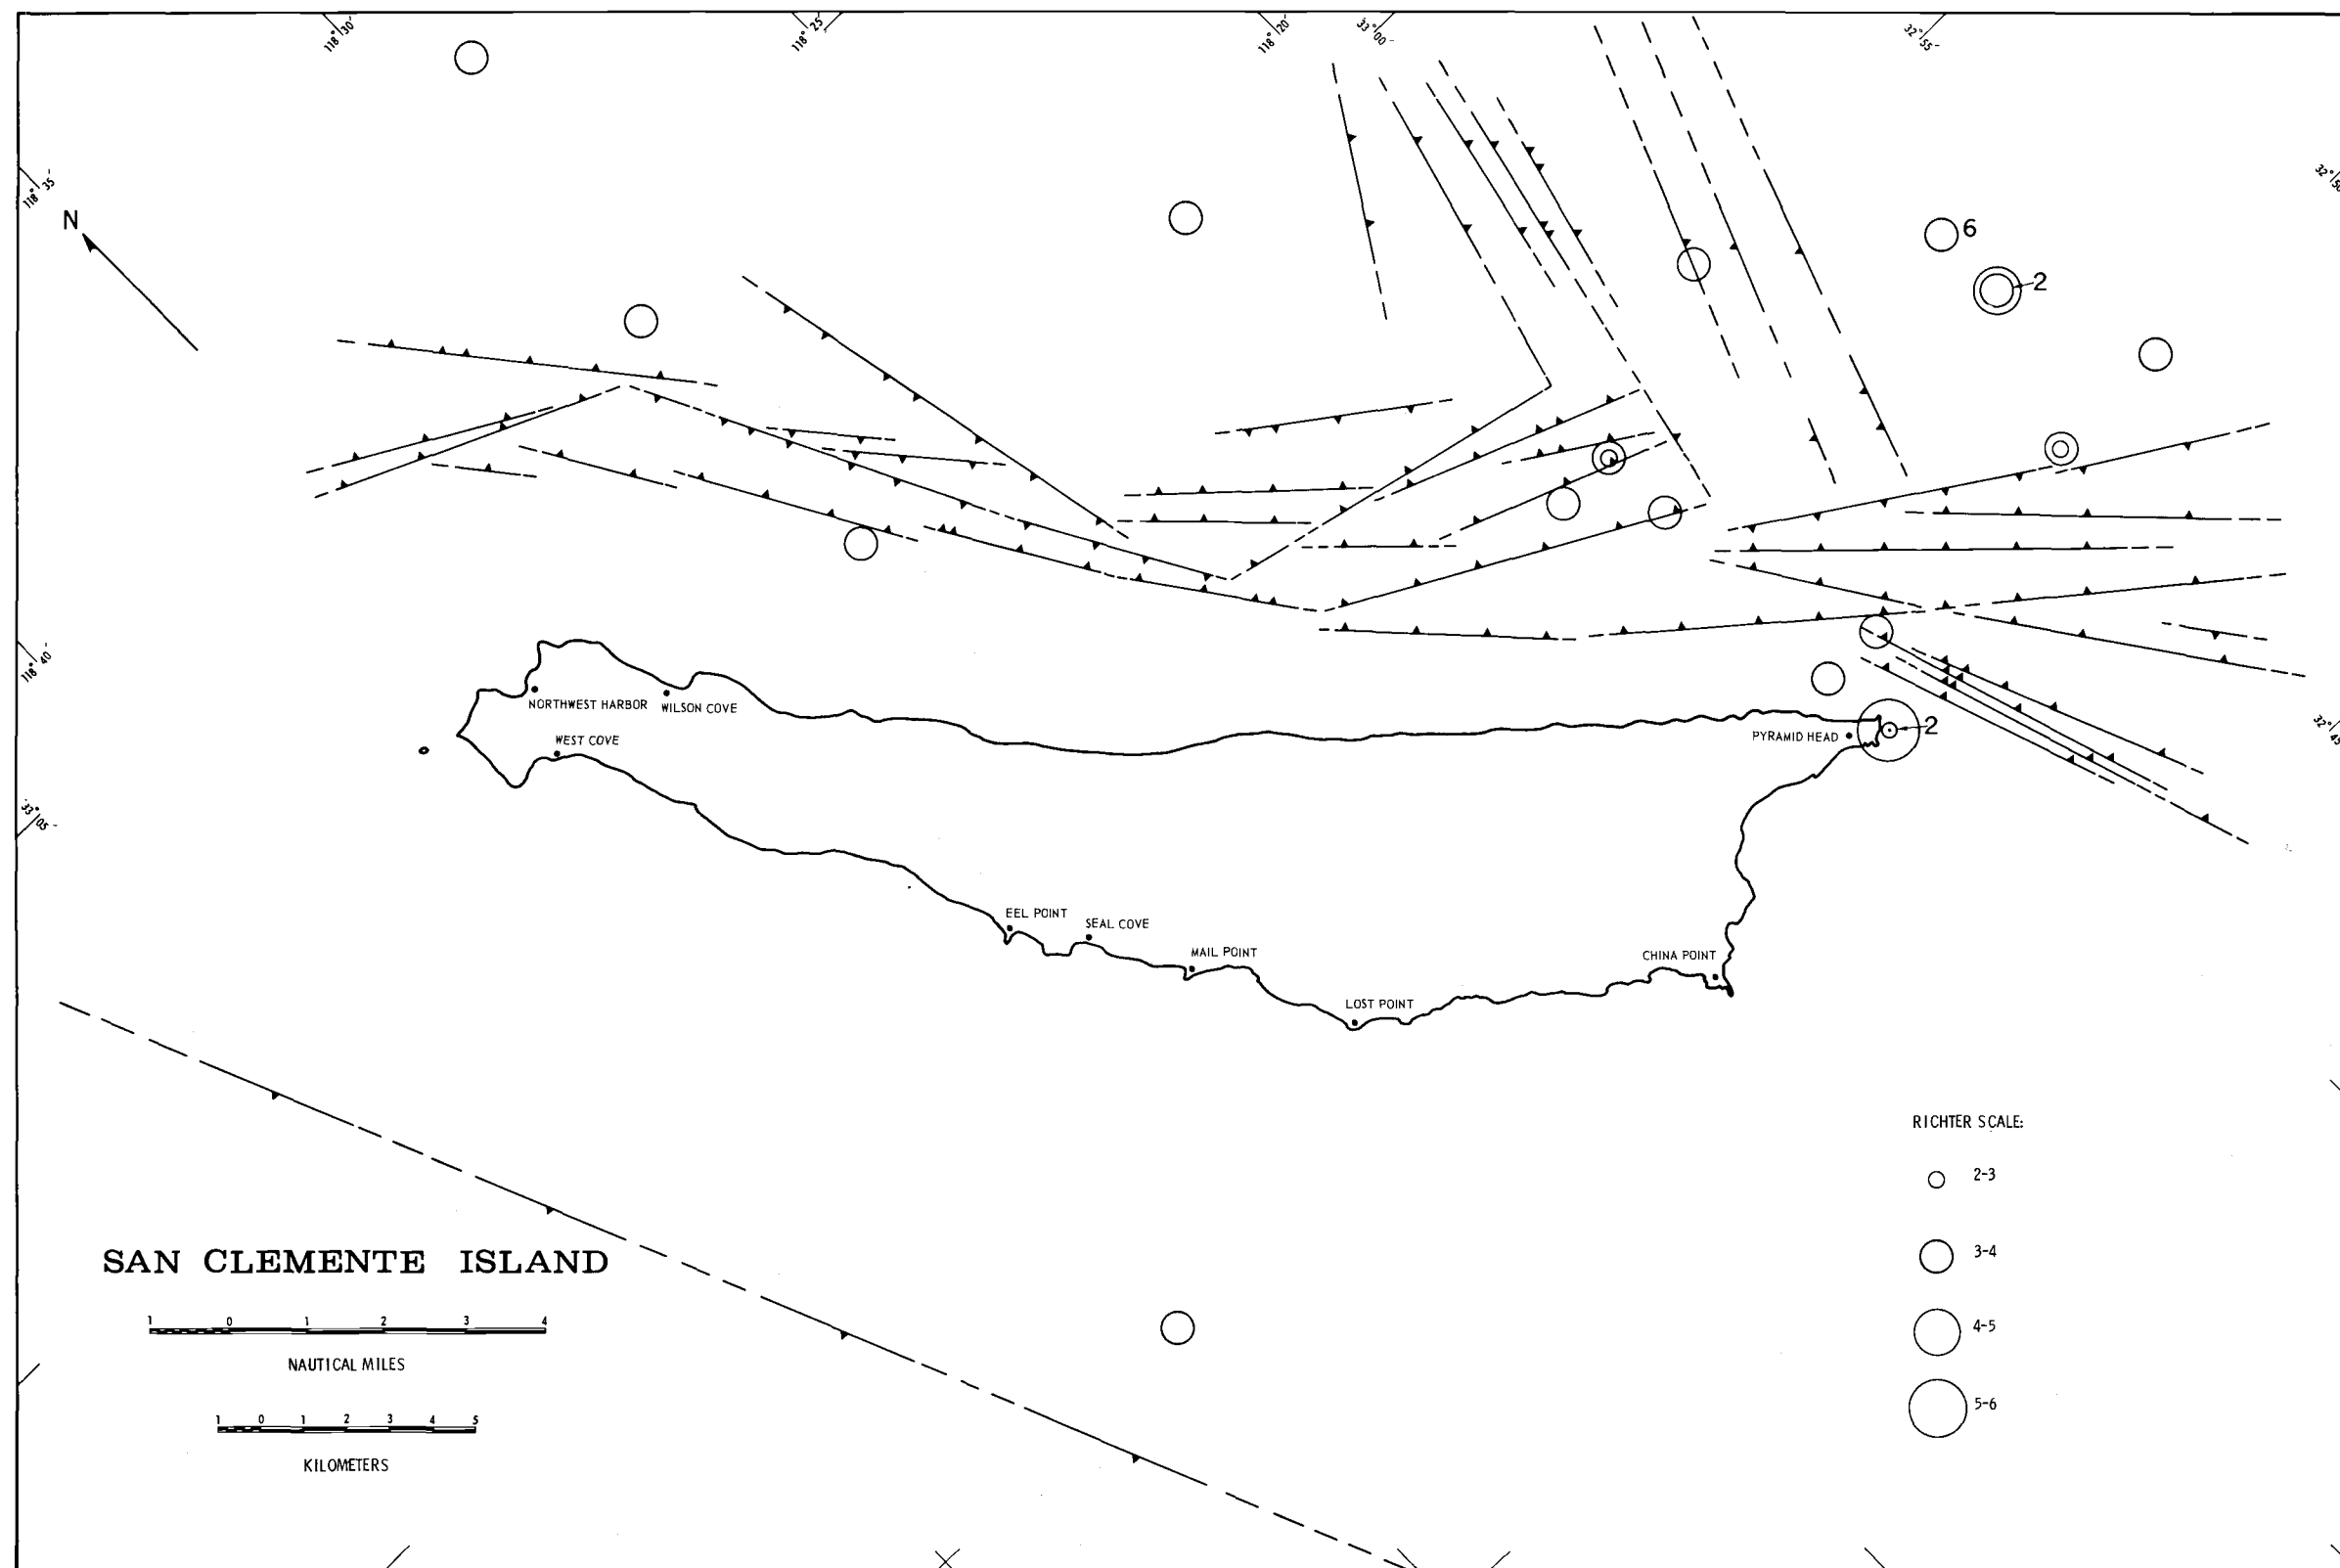 118° 30'
118° 25'
118° 20'
33° 00'
32° 55'
118° 35'
N
6
2
118° 40'
NORTHWEST HARBOR
WILSON COVE
WEST COVE
PYRAMID HEAD
2
33° 05'
EEL POINT
SEAL COVE
MAIL POINT
CHINA POINT
LOST POINT
RICHTER SCALE:
2-3
3-4
4-5
5-6
SAN CLEMENTE ISLAND
1 0 1 2 3 4
NAUTICAL MILES
1 0 1 2 3 4 5
KILOMETERS